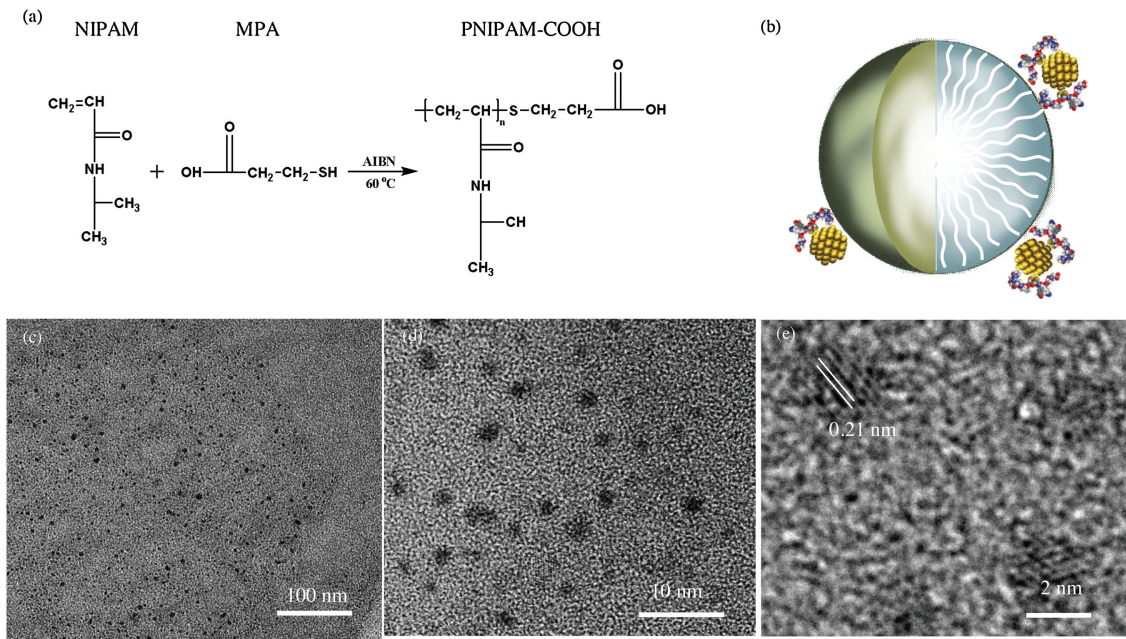 (a)
NIPAM MPA PNIPAM-COOH
(b)
CH₂=CH
O
NH
CH₃
CH₃
+
O
OH
CH₂-CH₂-SH
AIBN
60 °C
CH₂-CH
n
S-CH₂-CH₂
O
OH
O
NH
CH
CH₃
(c)
100 nm
(d)
10 nm
(e)
0.21 nm
2 nm